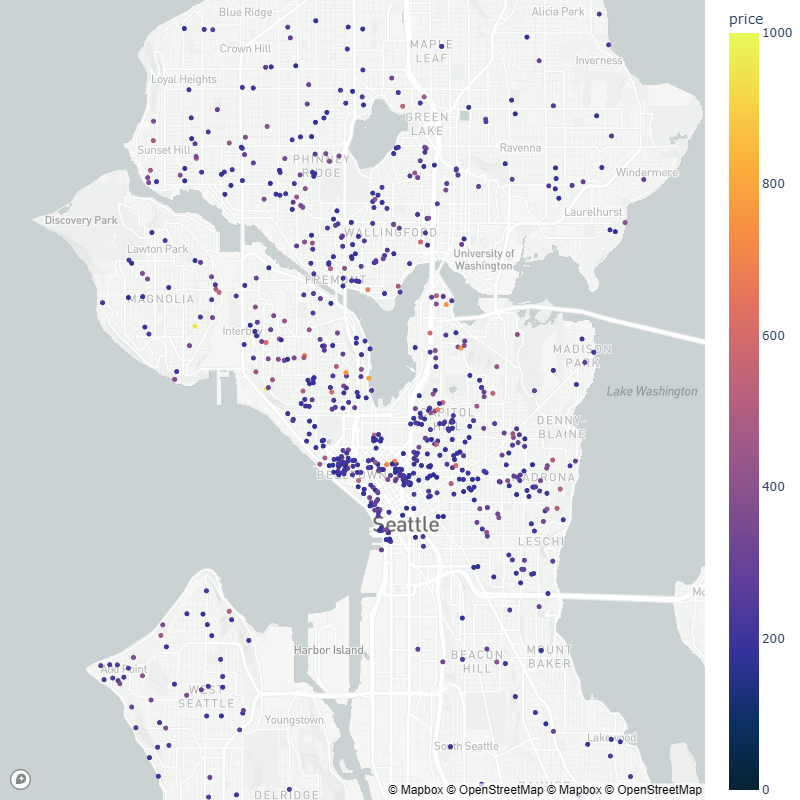 price
1000
800
600
400
200
0
Blue Ridge
Alicia Park
Crown Hill
MAPLE
LEAF
Inverness
Loyal Heights
GREEN
LAKE
Sunset Hill
Ravenna
PHINNEY
RIDGE
Windermere
Discovery Park
Laurelhurst
WALLINGFORD
Lawton Park
University of
Washington
FREMONT
MAGNOLIA
Interbay
MADISON
PARK
Lake Washington
CAPITOL
HILL
DENNY-
BLAINE
BELLTOWN
MADRONA
Seattle
LESCHI
Harbor Island
BEACON
HILL
MOUNT
BAKER
Alki Point
WEST
SEATTLE
Youngstown
South Seattle
Lakewood
DELRIDGE
© Mapbox © OpenStreetMap © Mapbox © OpenStreetMap